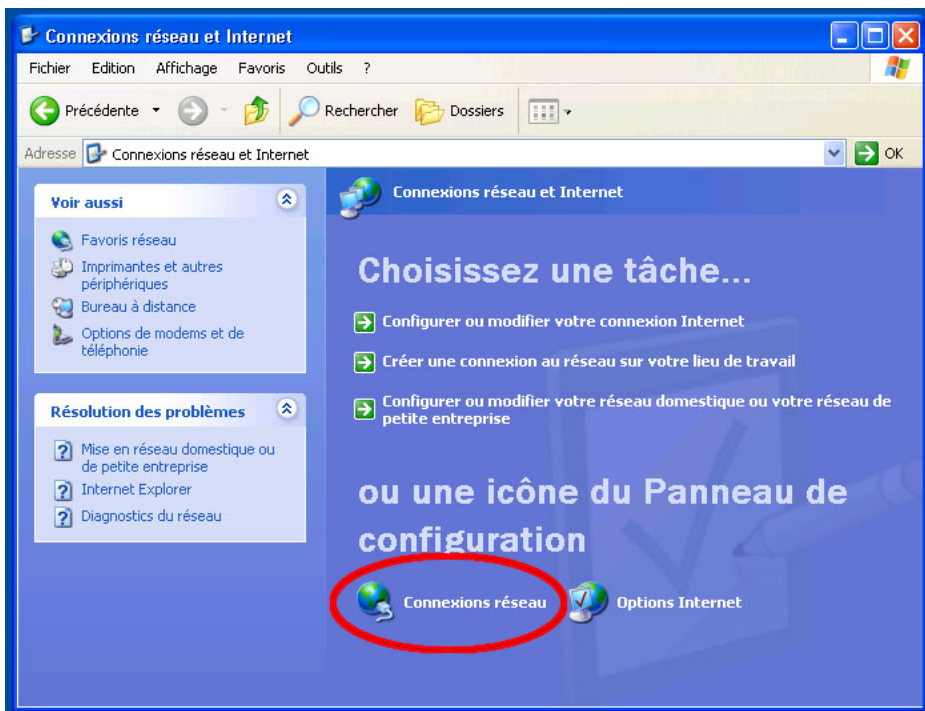 Connexions réseau et Internet
Fichier Edition Affichage Favoris Outils ?
Précédente Rechercher Dossiers
Adresse Connexions réseau et Internet OK
Voir aussi
Favoris réseau
Imprimantes et autres
périphériques
Bureau à distance
Options de modems et de
téléphonie
Résolution des problèmes
Mise en réseau domestique ou
de petite entreprise
Internet Explorer
Diagnostics du réseau
Connexions réseau et Internet
Choisissez une tâche...
Configurer ou modifier votre connexion Internet
Créer une connexion au réseau sur votre lieu de travail
Configurer ou modifier votre réseau domestique ou votre réseau de
petite entreprise
ou une icône du Panneau de
configuration
Connexions réseau Options Internet